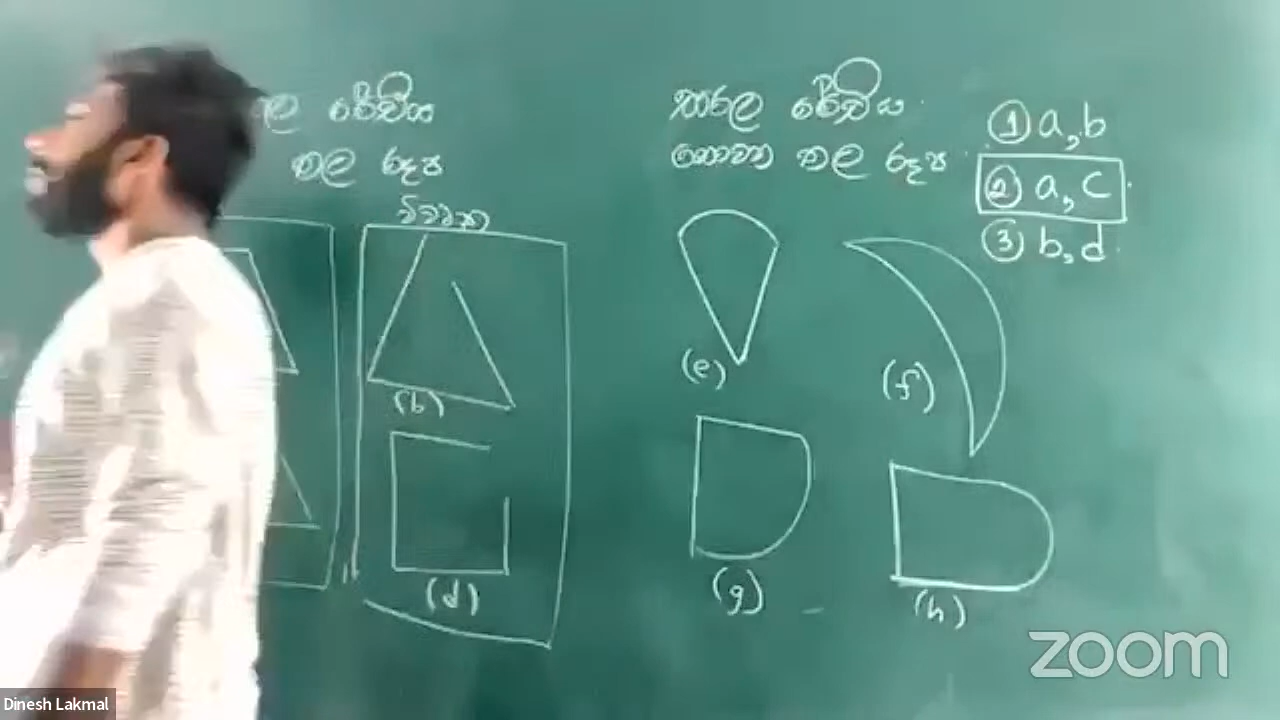 රේඛීය
තල රූප
විවෘත
(b)
(d)
සරල රේඛීය
නොවන තල රූප
① a, b
② a, c
③ b, d
(e)
(f)
(g)
(h)
zoom
Dinesh Lakmal